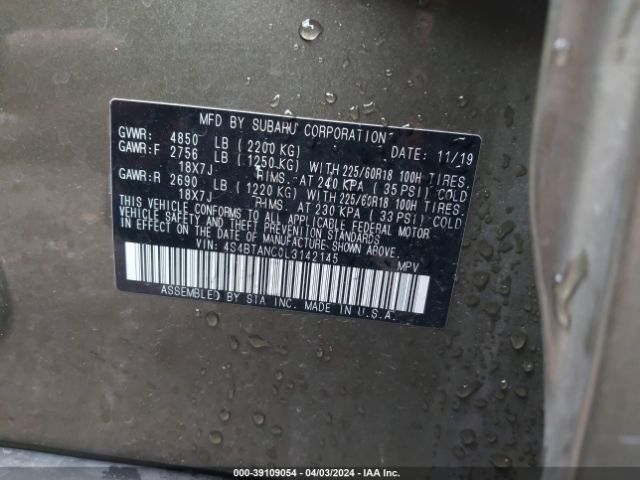 MFD BY SUBARU CORPORATION
GVWR: 4850 LB (2200 KG) DATE: 11/19
GAWR:F 2756 LB (1250 KG) WITH 225/60R18 100H TIRES.
18X7J RIMS. AT 240 KPA (35 PSI) COLD
GAWR:R 2690 LB (1220 KG) WITH 225/60R18 100H TIRES.
18X7J RIMS. AT 230 KPA (33 PSI) COLD
THIS VEHICLE CONFORMS TO ALL APPLICABLE FEDERAL MOTOR
VEHICLE SAFETY AND THEFT PREVENTION STANDARDS IN EFFECT
ON THE DATE OF MANUFACTURE SHOWN ABOVE.
VIN: 4S4BTANC0L3142145 MPV
ASSEMBLED BY SIA INC. MADE IN U.S.A.
000-39109054 - 04/03/2024 - IAA Inc.